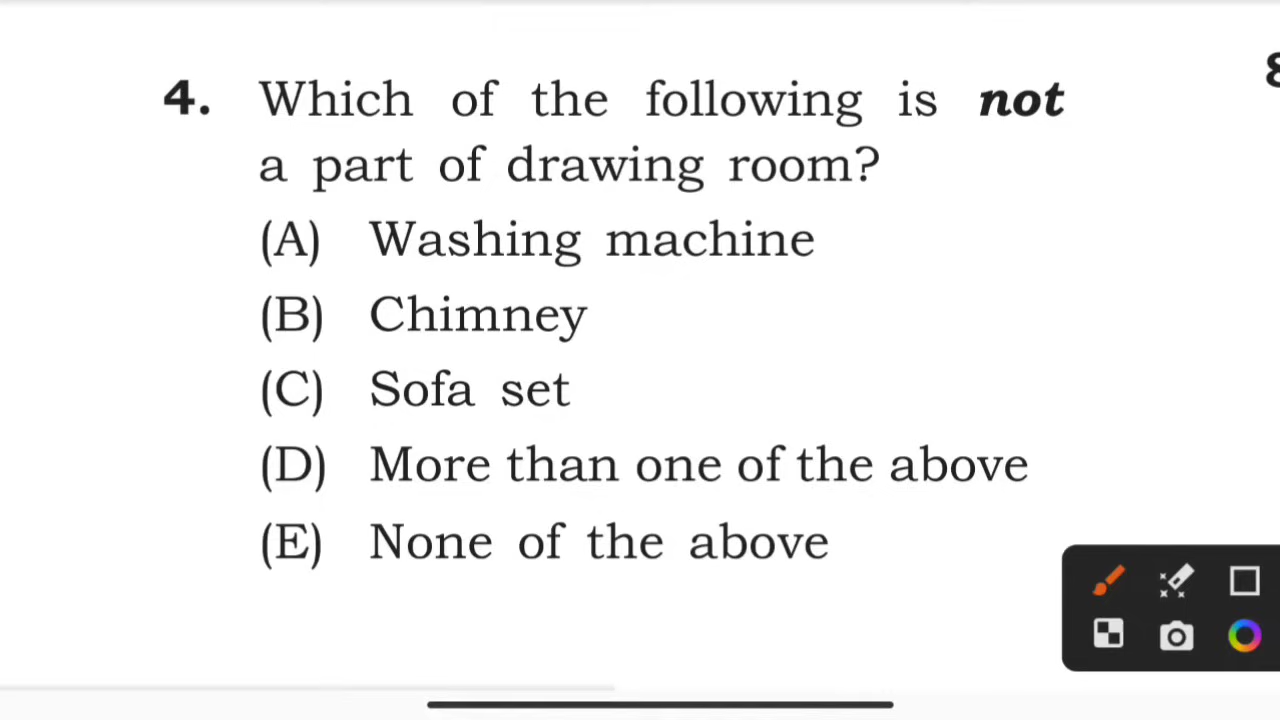 4. Which of the following is not
a part of drawing room?
(A) Washing machine
(B) Chimney
(C) Sofa set
(D) More than one of the above
(E) None of the above